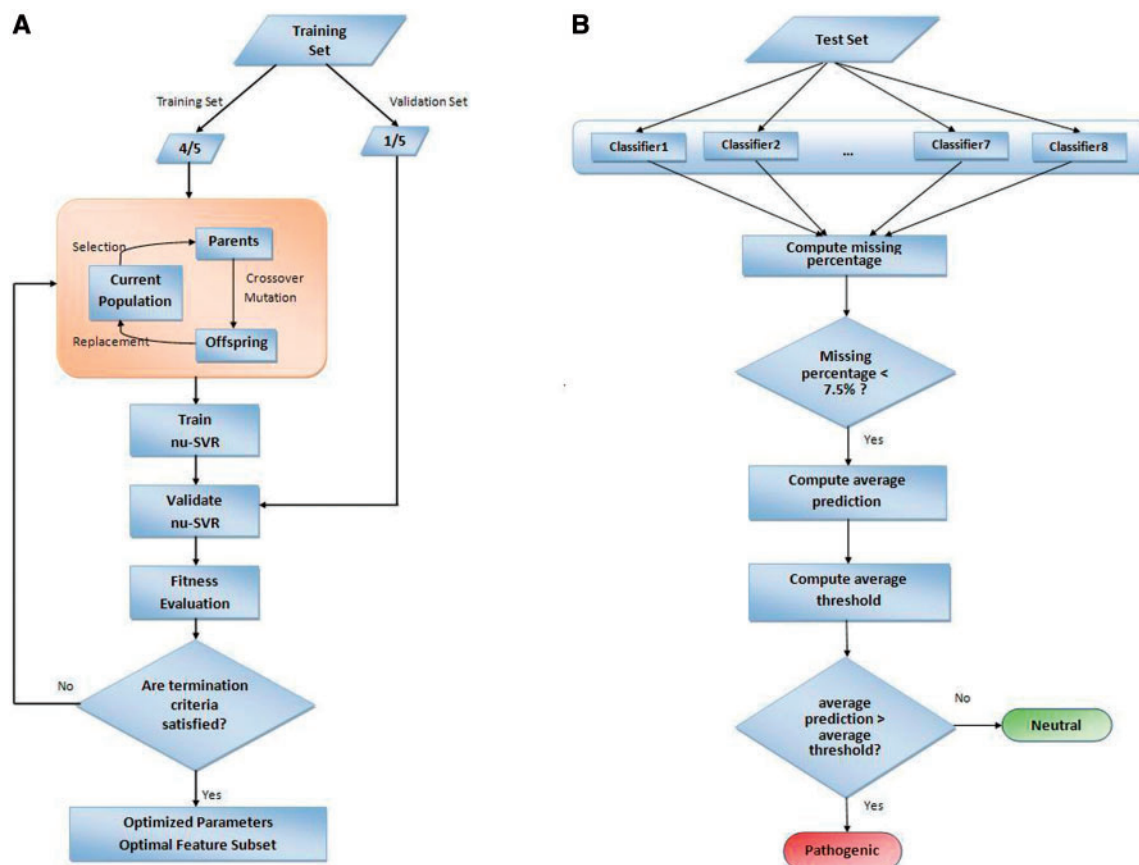 A
Training
Set
Training Set
Validation Set
4/5
1/5
Selection
Parents
Current
Population
Crossover
Mutation
Replacement
Offspring
Train
nu-SVR
Validate
nu-SVR
Fitness
Evaluation
Are termination
criteria
satisfied?
No
Yes
Optimized Parameters
Optimal Feature Subset
B
Test Set
Classifier1
Classifier2
...
Classifier7
Classifier8
Compute missing
percentage
Missing
percentage <
7.5% ?
Yes
Compute average
prediction
Compute average
threshold
average
prediction >
average
threshold?
No
Neutral
Yes
Pathogenic